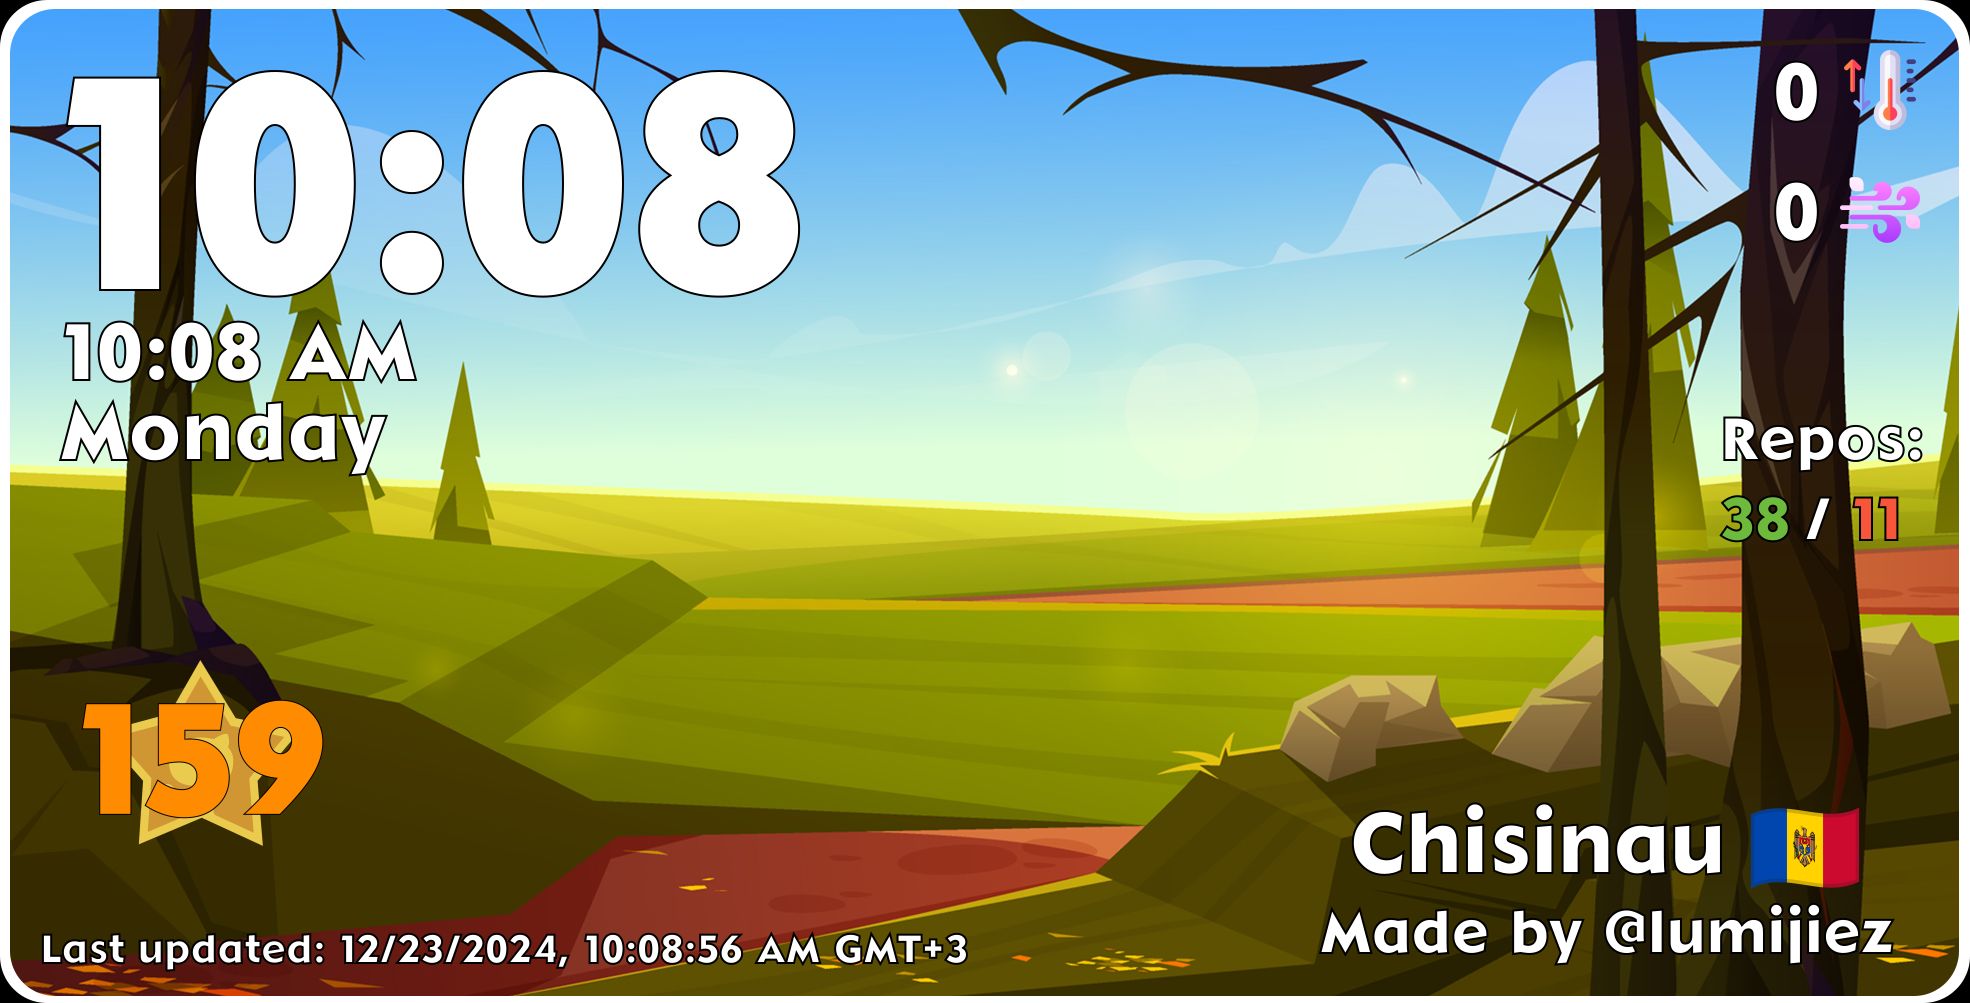 10:08
10:08 AM
Monday
0
0
Repos:
38 / 11
159
Chisinau
Made by @lumijiez
Last updated: 12/23/2024, 10:08:56 AM GMT+3